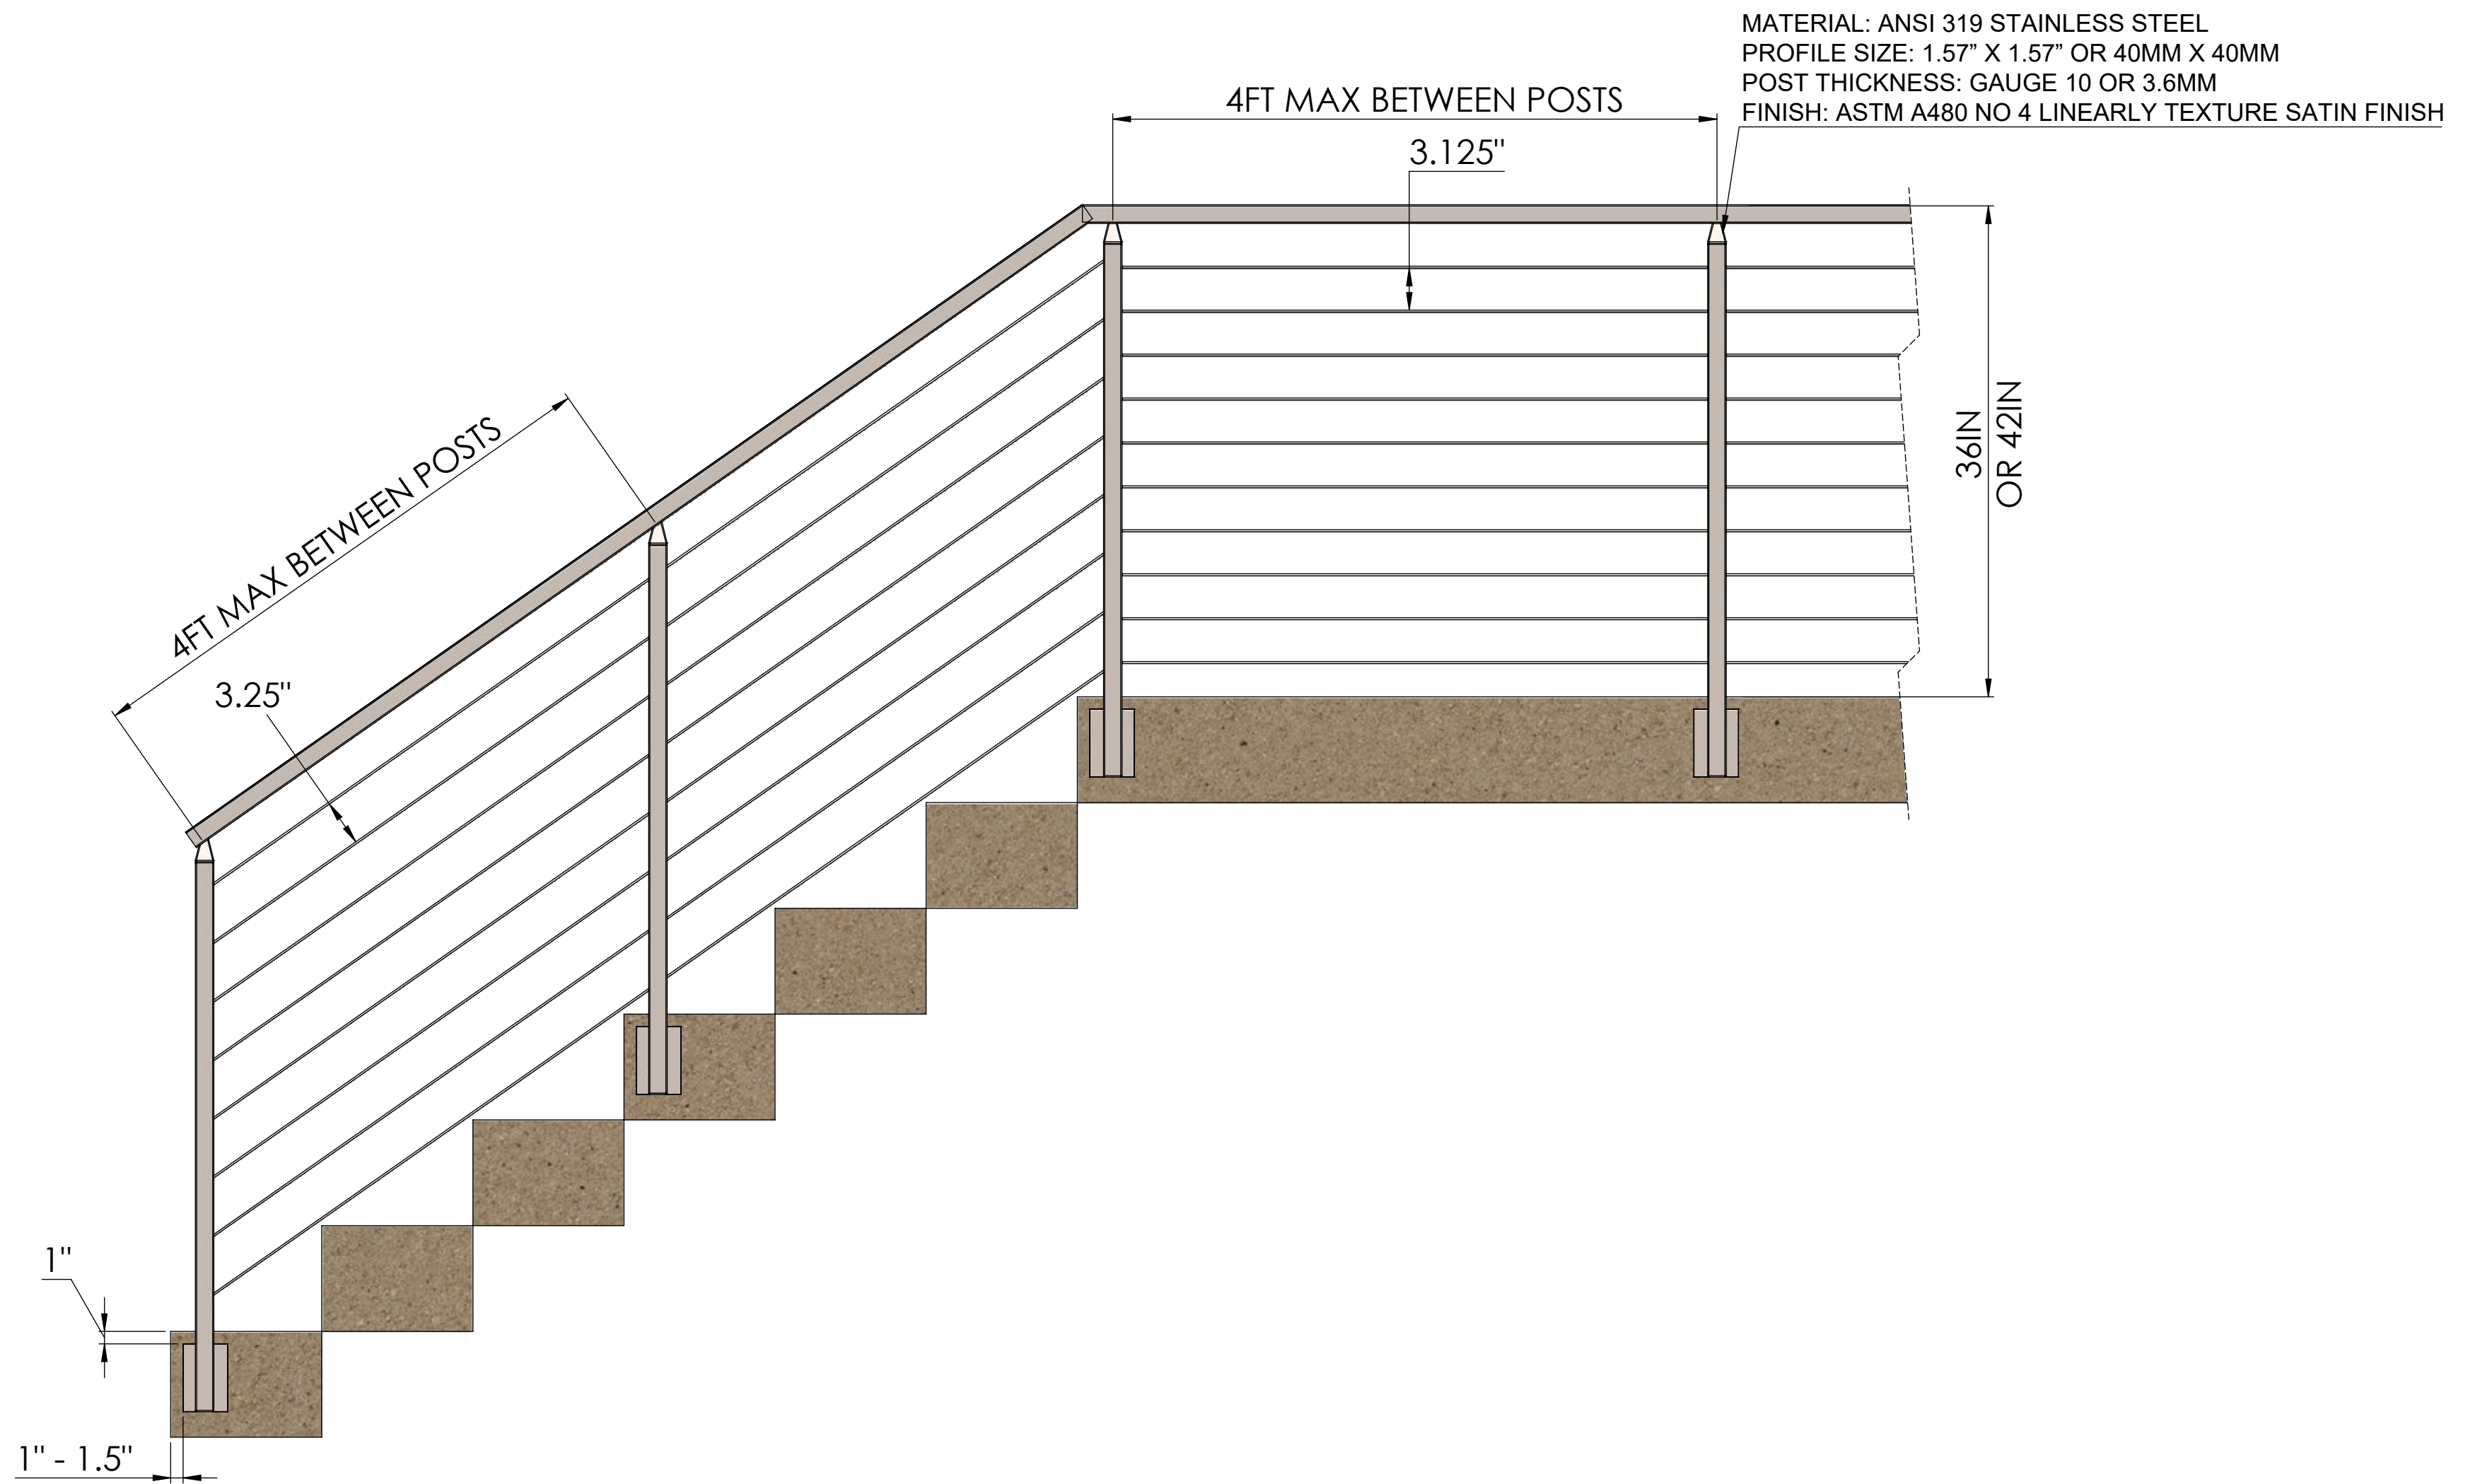 MATERIAL: ANSI 319 STAINLESS STEEL
PROFILE SIZE: 1.57” X 1.57” OR 40MM X 40MM
POST THICKNESS: GAUGE 10 OR 3.6MM
FINISH: ASTM A480 NO 4 LINEARLY TEXTURE SATIN FINISH
4FT MAX BETWEEN POSTS
3.125"
36IN
OR 42IN
4FT MAX BETWEEN POSTS
3.25"
1"
1" - 1.5"